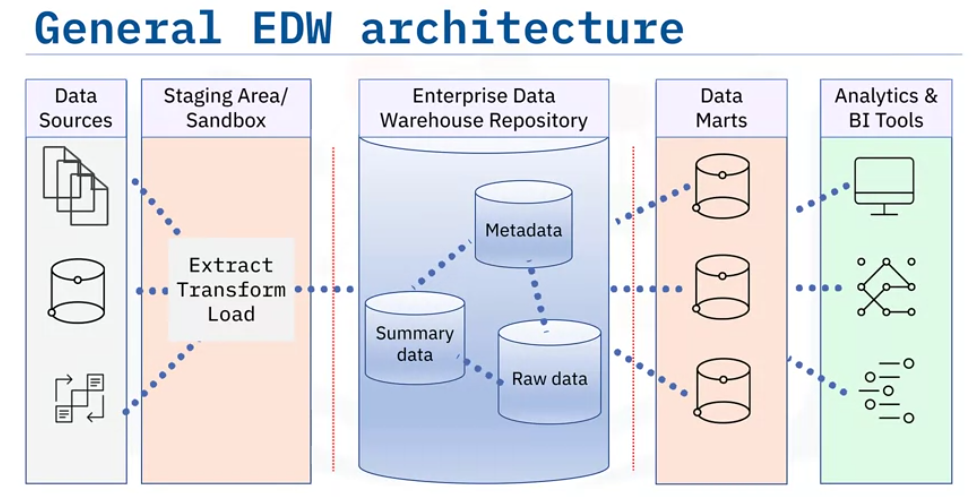 General EDW architecture
Data
Sources
Staging Area/
Sandbox
Enterprise Data
Warehouse Repository
Data
Marts
Analytics &
BI Tools
Extract
Transform
Load
Metadata
Summary
data
Raw data